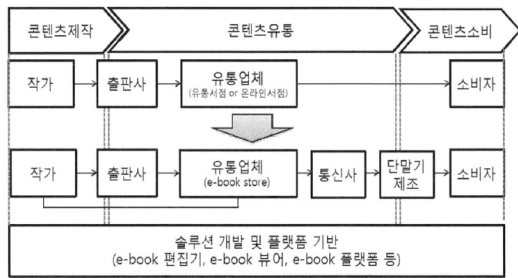 콘텐츠제작 콘텐츠유통 콘텐츠소비
작가 출판사 유통업체 소비자
(유통서점 or 온라인서점)
작가 출판사 유통업체 통신사 단말기 소비자
(e-book store) 제조
솔루션 개발 및 플랫폼 기반
(e-book 편집기, e-book 뷰어, e-book 플랫폼 등)